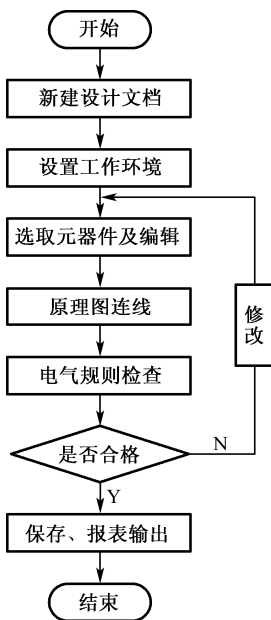 开始
新建设计文档
设置工作环境
选取元器件及编辑
原理图连线
修改
电气规则检查
是否合格
N
Y
保存、报表输出
结束